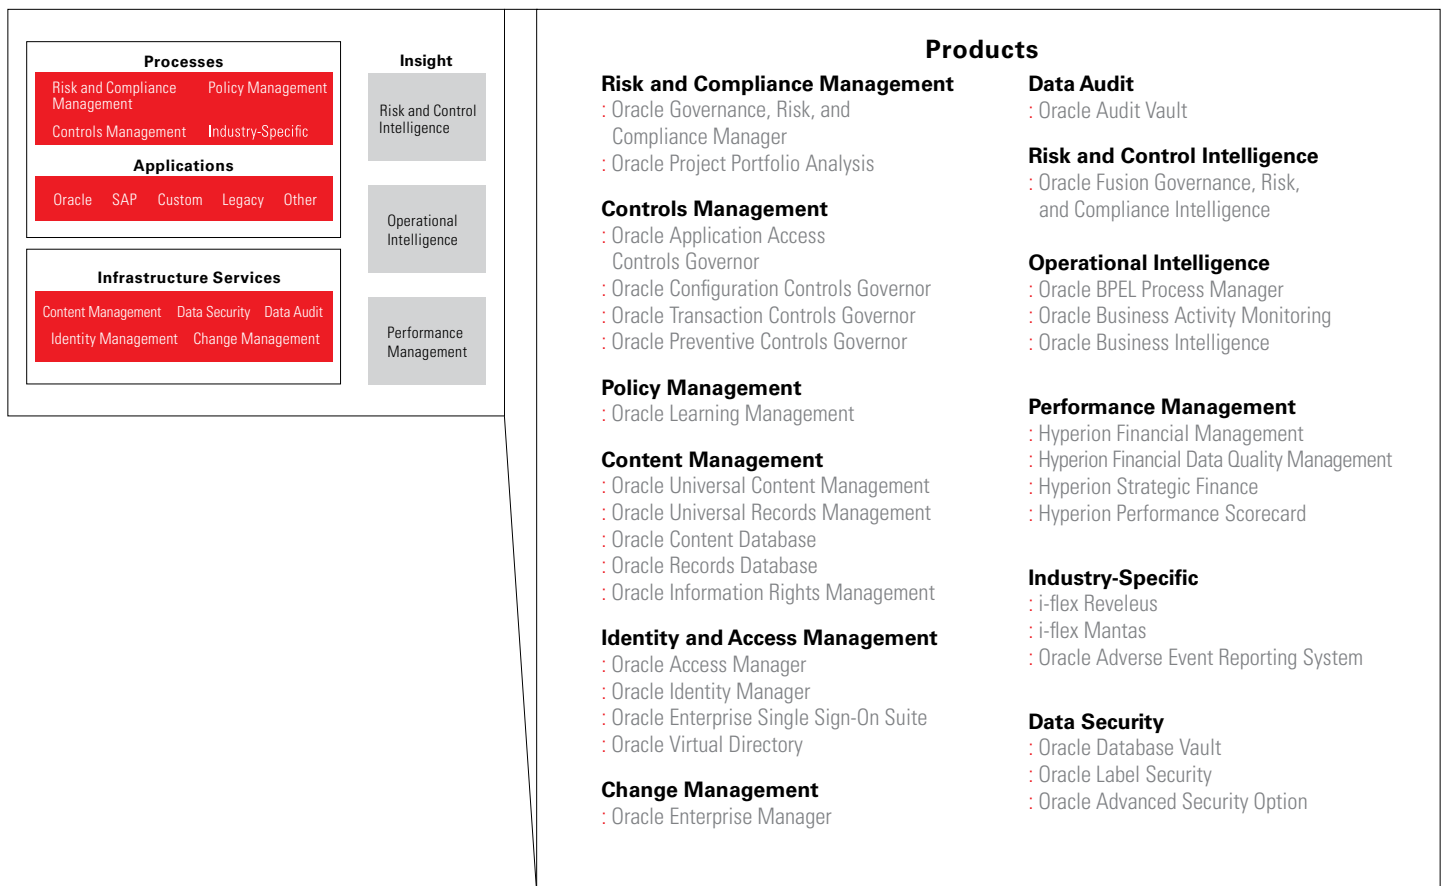 Processes
Risk and Compliance
Management
Policy Management
Controls Management
Industry-Specific
Applications
Oracle SAP Custom Legacy Other
Infrastructure Services
Content Management Data Security Data Audit
Identity Management Change Management
Insight
Risk and Control
Intelligence
Operational
Intelligence
Performance
Management
Products
Risk and Compliance Management
: Oracle Governance, Risk, and
Compliance Manager
: Oracle Project Portfolio Analysis
Controls Management
: Oracle Application Access
Controls Governor
: Oracle Configuration Controls Governor
: Oracle Transaction Controls Governor
: Oracle Preventive Controls Governor
Policy Management
: Oracle Learning Management
Content Management
: Oracle Universal Content Management
: Oracle Universal Records Management
: Oracle Content Database
: Oracle Records Database
: Oracle Information Rights Management
Identity and Access Management
: Oracle Access Manager
: Oracle Identity Manager
: Oracle Enterprise Single Sign-On Suite
: Oracle Virtual Directory
Change Management
: Oracle Enterprise Manager
Data Audit
: Oracle Audit Vault
Risk and Control Intelligence
: Oracle Fusion Governance, Risk,
and Compliance Intelligence
Operational Intelligence
: Oracle BPEL Process Manager
: Oracle Business Activity Monitoring
: Oracle Business Intelligence
Performance Management
: Hyperion Financial Management
: Hyperion Financial Data Quality Management
: Hyperion Strategic Finance
: Hyperion Performance Scorecard
Industry-Specific
: i-flex Reveleus
: i-flex Mantas
: Oracle Adverse Event Reporting System
Data Security
: Oracle Database Vault
: Oracle Label Security
: Oracle Advanced Security Option